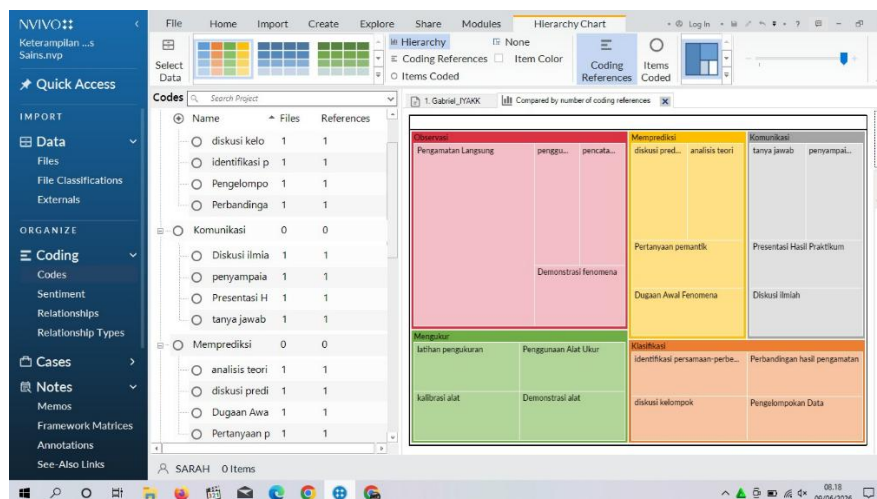 NVIVO
Keterampilan ...s
Sains.nvp
Quick Access
IMPORT
Data
Files
File Classifications
Externals
ORGANIZE
Coding
Codes
Sentiment
Relationships
Relationship Types
Cases
Notes
Memos
Framework Matrices
Annotations
See-Also Links
File Home Import Create Explore Share Modules Hierarchy Chart Log In
Select
Data
Hierarchy
Coding References
Items Coded
None
Item Color
Coding
References
Items
Coded
Codes Search Project
Name Files References
diskusi kelo 1 1
identifikasi p 1 1
Pengelompo 1 1
Perbandinga 1 1
Komunikasi 0 0
Diskusi ilmia 1 1
penyampaia 1 1
Presentasi H 1 1
tanya jawab 1 1
Memprediksi 0 0
analisis teori 1 1
diskusi predi 1 1
Dugaan Awa 1 1
Pertanyaan p 1 1
1. Gabriel_IYAKK
Compared by number of coding references
Observasi
Pengamatan Langsung
penggu...
pencata...
Demonstrasi fenomena
Memprediksi
diskusi pred...
analisis teori
Pertanyaan pemantik
Dugaan Awal Fenomena
Komunikasi
tanya jawab
penyampai...
Presentasi Hasil Praktikum
Diskusi ilmiah
Mengukur
latihan pengukuran
Penggunaan Alat Ukur
kalibrasi alat
Demonstrasi alat
Klasifikasi
identifikasi persamaan-perbe...
Perbandingan hasil pengamatan
diskusi kelompok
Pengelompokan Data
SARAH 0 Items
08.18